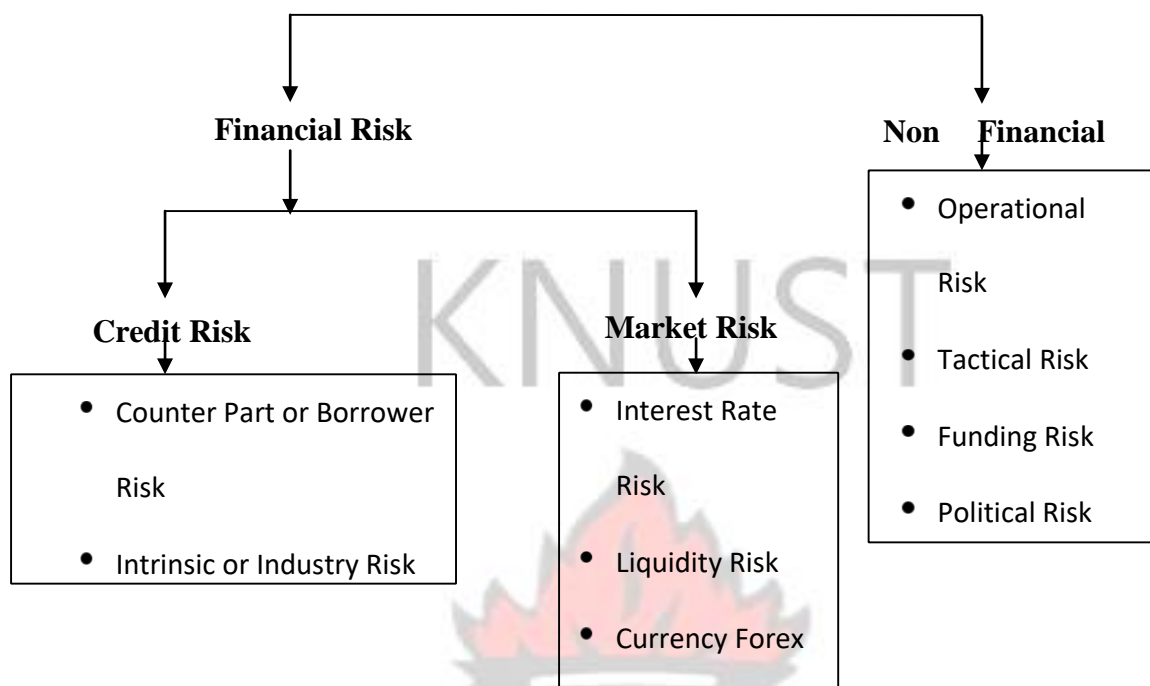 Financial Risk
Non Financial
Credit Risk
• Counter Part or Borrower
Risk
• Intrinsic or Industry Risk
Market Risk
• Interest Rate
Risk
• Liquidity Risk
• Currency Forex
• Operational
Risk
• Tactical Risk
• Funding Risk
• Political Risk
KNUST